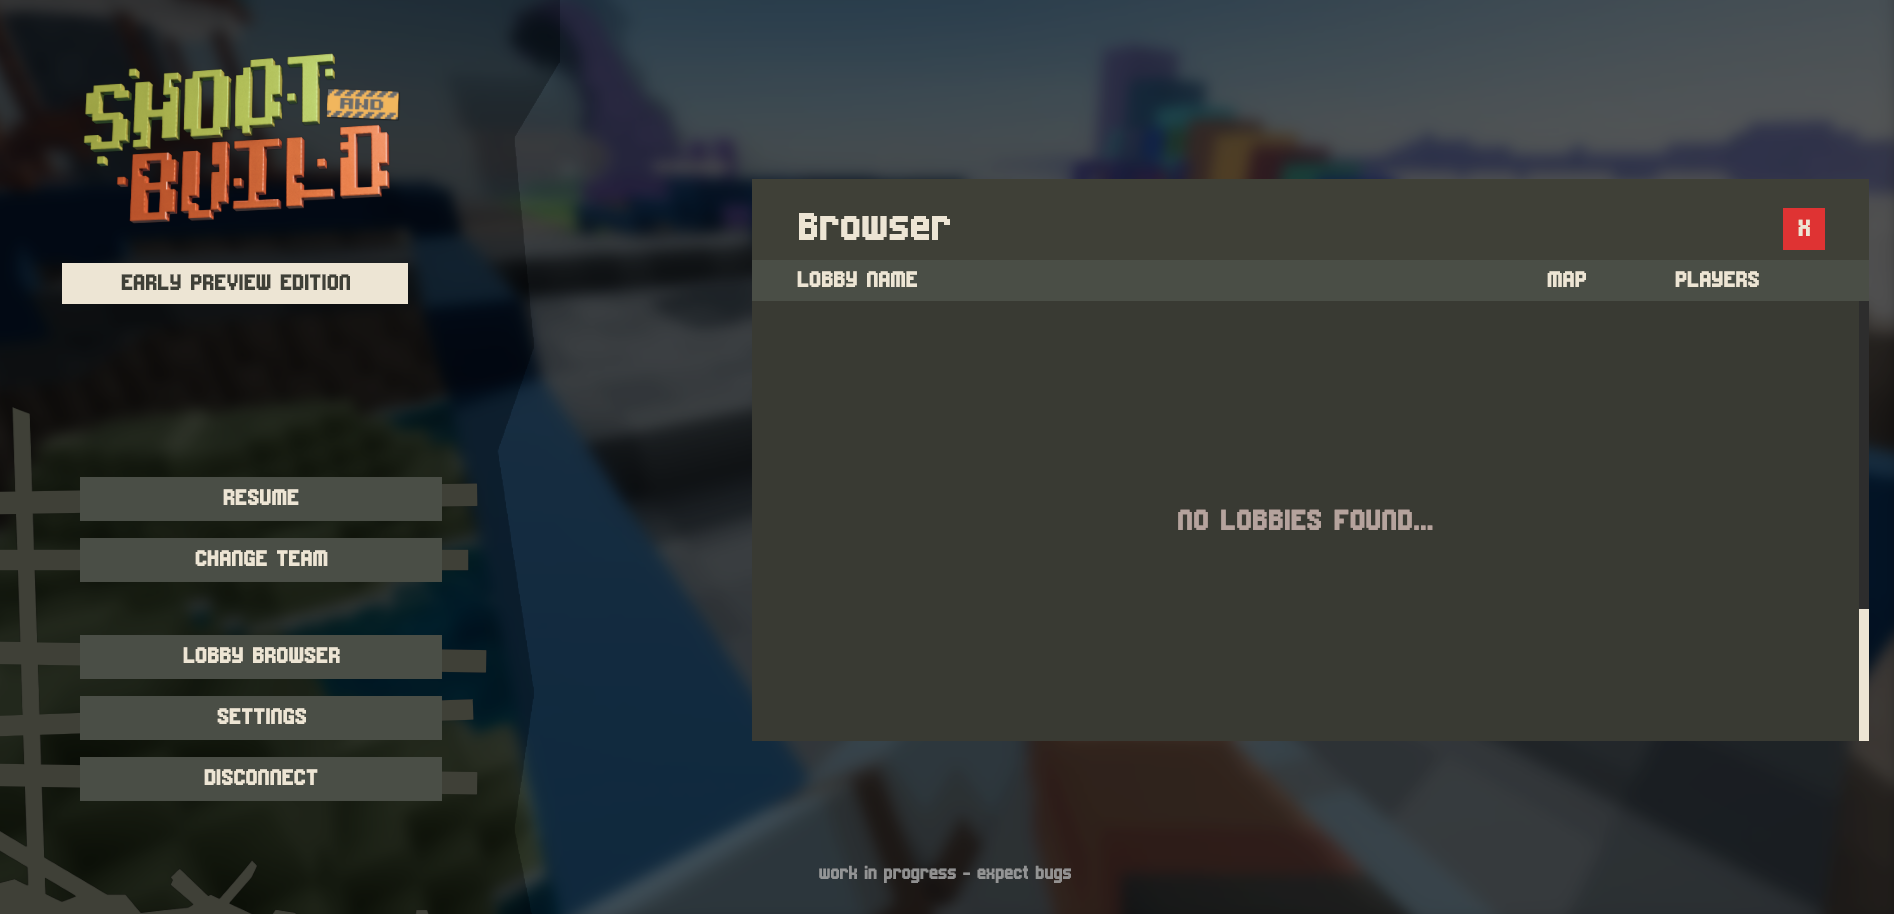 SHOOT
AND
BUILD
EARLY PREVIEW EDITION
RESUME
CHANGE TEAM
LOBBY BROWSER
SETTINGS
DISCONNECT
Browser
X
LOBBY NAME MAP PLAYERS
NO LOBBIES FOUND...
work in progress - expect bugs